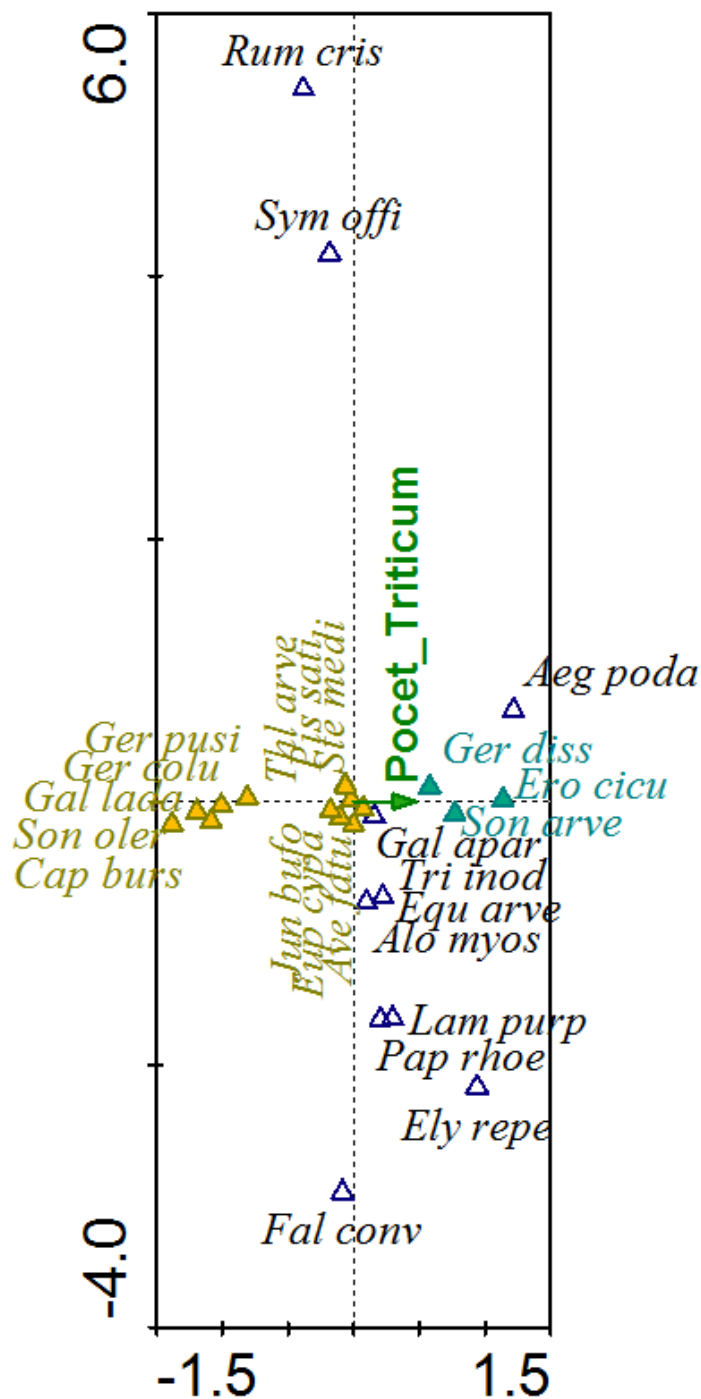 6.0
Rum cris
Sym offi
Pocet_Triticum
Thl arve
Pis sati
Ste medi
Aeg poda
Ger pusi
Ger colu
Gal lada
Son oler
Cap burs
Ger diss
Ero cicu
Son arve
Gal apar
Tri inod
Equ arve
Alo myos
Jun bufo
Eup cypa
Ave fatu
Lam purp
Pap rhoe
Ely repe
Fal conv
-4.0
-1.5
1.5